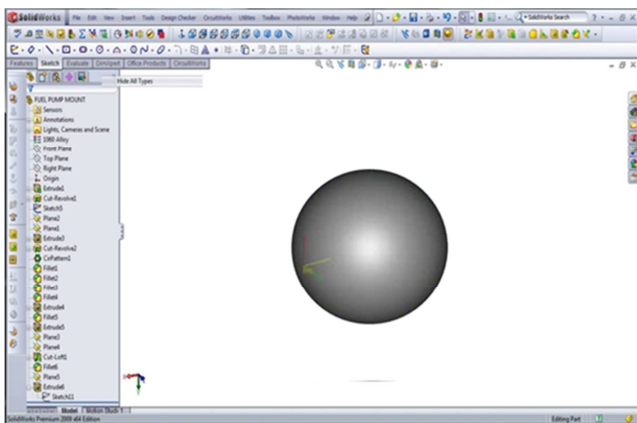 SolidWorks File Edit View Insert Tools Design Checker CircuitWorks Utilities Toolbox PhotoWorks Window Help
SolidWorks Search
Features Sketch Evaluate DimXpert Office Products CircuitWorks
Hide All Types
FUEL PUMP MOUNT
Sensors
Annotations
Lights, Cameras and Scene
1060 Alloy
Front Plane
Top Plane
Right Plane
Origin
Extrude1
Cut-Revolve1
Sketch5
Plane2
Plane1
Extrude3
Cut-Revolve2
CirPattern1
Fillet1
Fillet2
Fillet3
Fillet4
Extrude4
Fillet5
Extrude5
Plane3
Plane4
Cut-Loft1
Fillet6
Plane5
Extrude6
Sketch11
Model Motion Study 1
SolidWorks Premium 2009 x64 Edition Editing Part